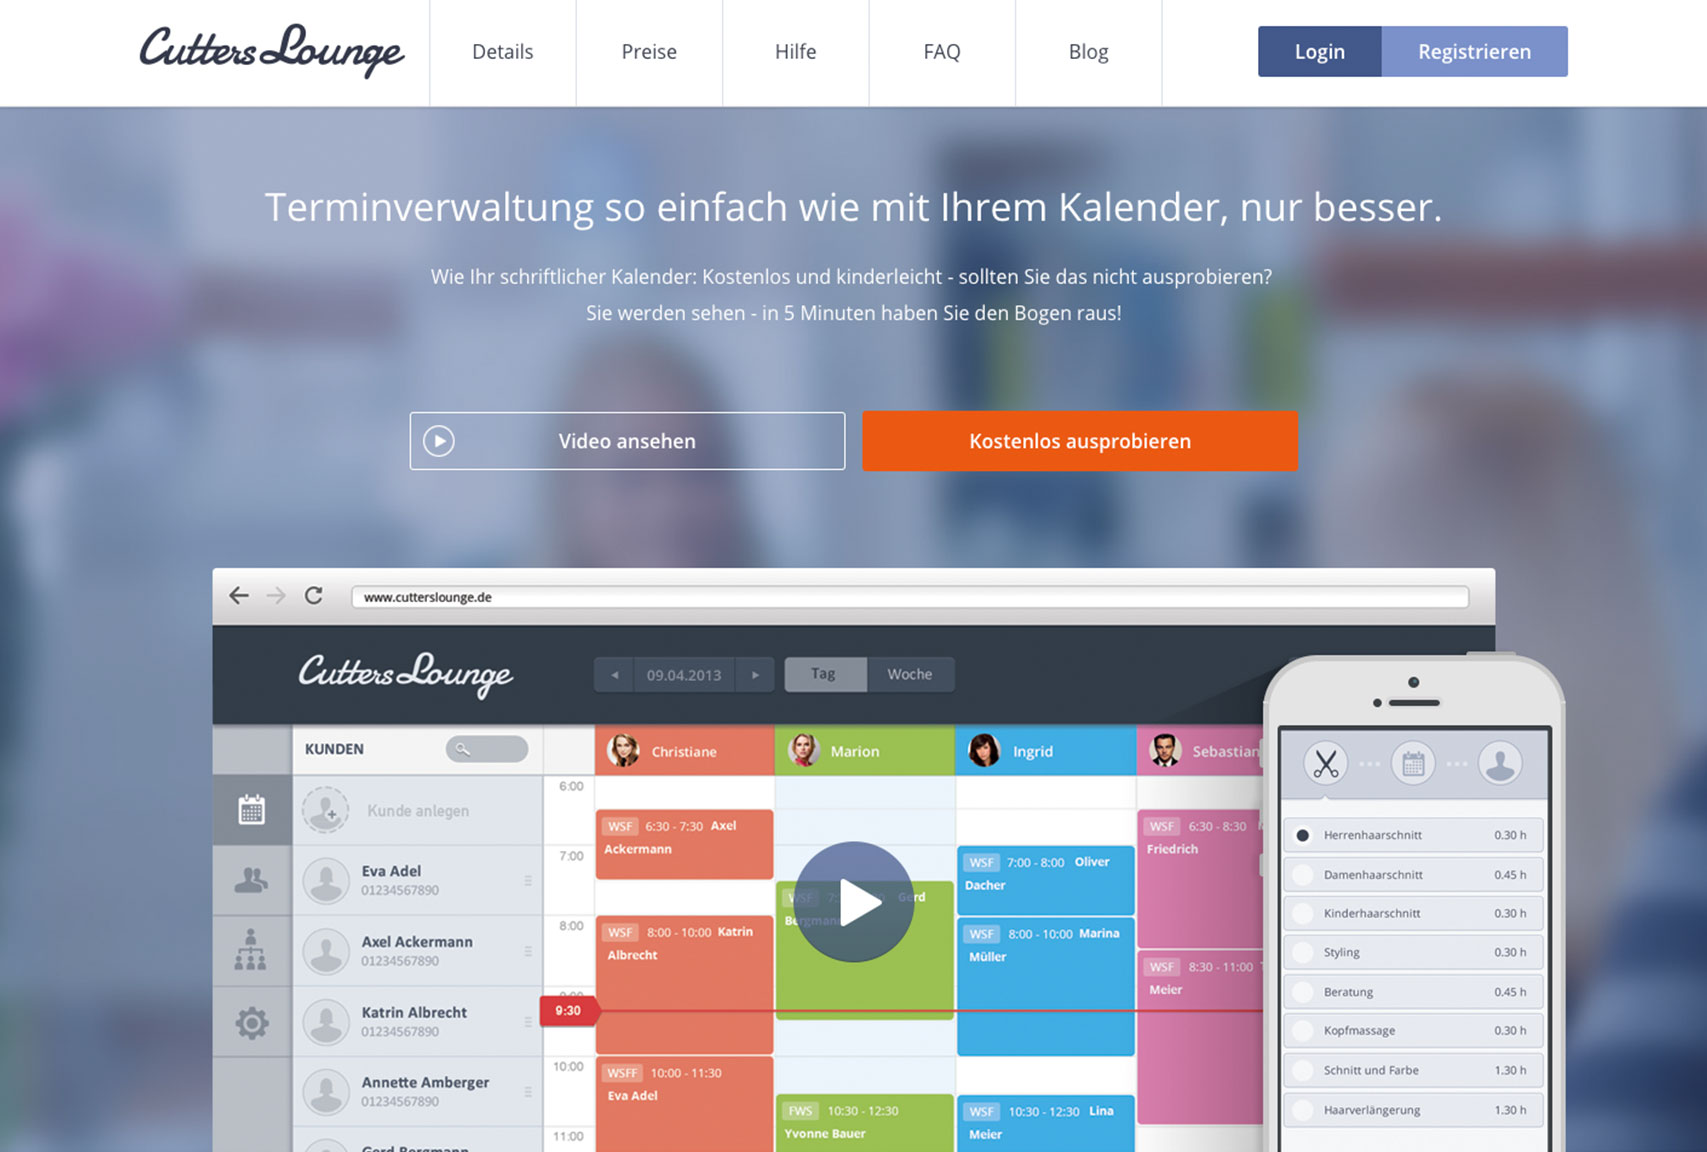 Cutters Lounge
Details
Preise
Hilfe
FAQ
Blog
Login
Registrieren
Terminverwaltung so einfach wie mit Ihrem Kalender, nur besser.
Wie Ihr schriftlicher Kalender: Kostenlos und kinderleicht - sollten Sie das nicht ausprobieren?
Sie werden sehen - in 5 Minuten haben Sie den Bogen raus!
Video ansehen
Kostenlos ausprobieren
www.cutterslounge.de
Cutters Lounge
09.04.2013
Tag
Woche
KUNDEN
Kunde anlegen
Eva Adel
01234567890
Axel Ackermann
01234567890
Katrin Albrecht
01234567890
Annette Amberger
01234567890
Gerd Bergmann
6:00
7:00
8:00
9:30
10:00
11:00
Christiane
WSF 6:30 - 7:30 Axel
Ackermann
WSF 8:00 - 10:00 Katrin
Albrecht
WSFF 10:00 - 11:30
Eva Adel
Marion
WSF 7: Gerd
Bergmann
FWS 10:30 - 12:30
Yvonne Bauer
Ingrid
WSF 7:00 - 8:00 Oliver
Dacher
WSF 8:00 - 10:00 Marina
Müller
WSF 10:30 - 12:30 Lina
Meier
Sebastian
WSF 6:30 - 8:30
Friedrich
WSF 8:30 - 11:00
Meier
Herrenhaarschnitt 0.30 h
Damenhaarschnitt 0.45 h
Kinderhaarschnitt 0.30 h
Styling 0.30 h
Beratung 0.45 h
Kopfmassage 0.30 h
Schnitt und Farbe 1.30 h
Haarverlängerung 1.30 h